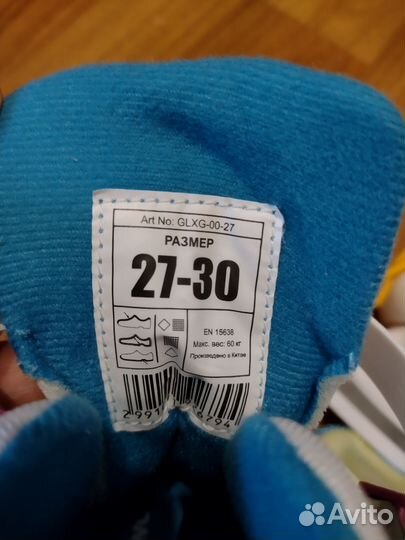 Art No: GLXG-00-27
РАЗМЕР
27-30
EN 15638
Макс. вес: 60 кг
Произведено в Китае
Avito